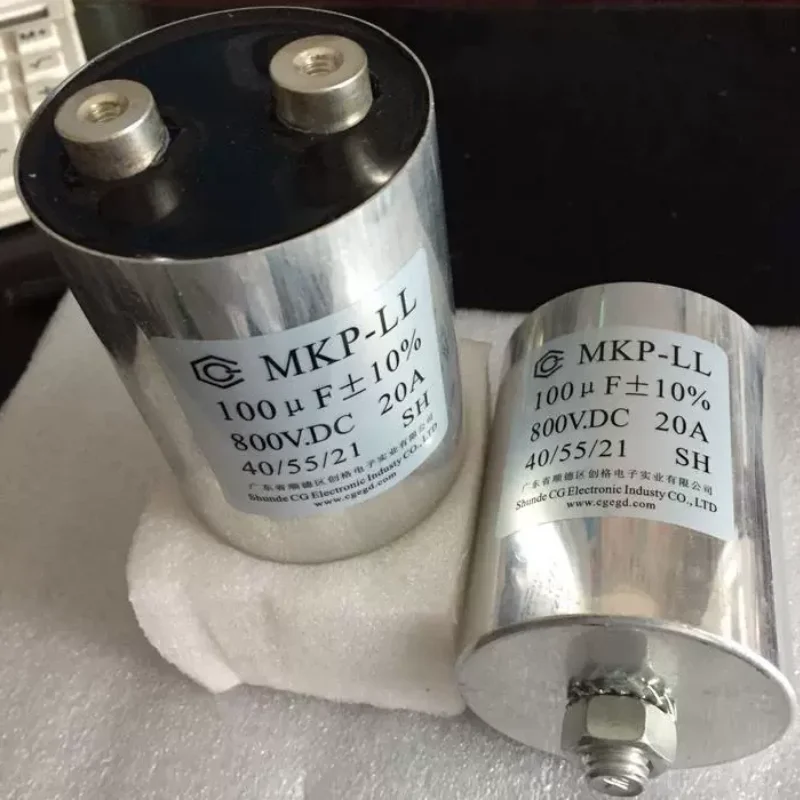 M+
MKP-LL
100μF±10%
800V.DC 20A
40/55/21 SH
广东省顺德区创格电子实业有限公司
Shunde CG Electronic Industy CO., LTD
www.cgegd.com
MKP-LL
100μF±10%
800V.DC 20A
40/55/21 SH
广东省顺德区创格电子实业有限公司
Shunde CG Electronic Industy CO., LTD
www.cgegd.com